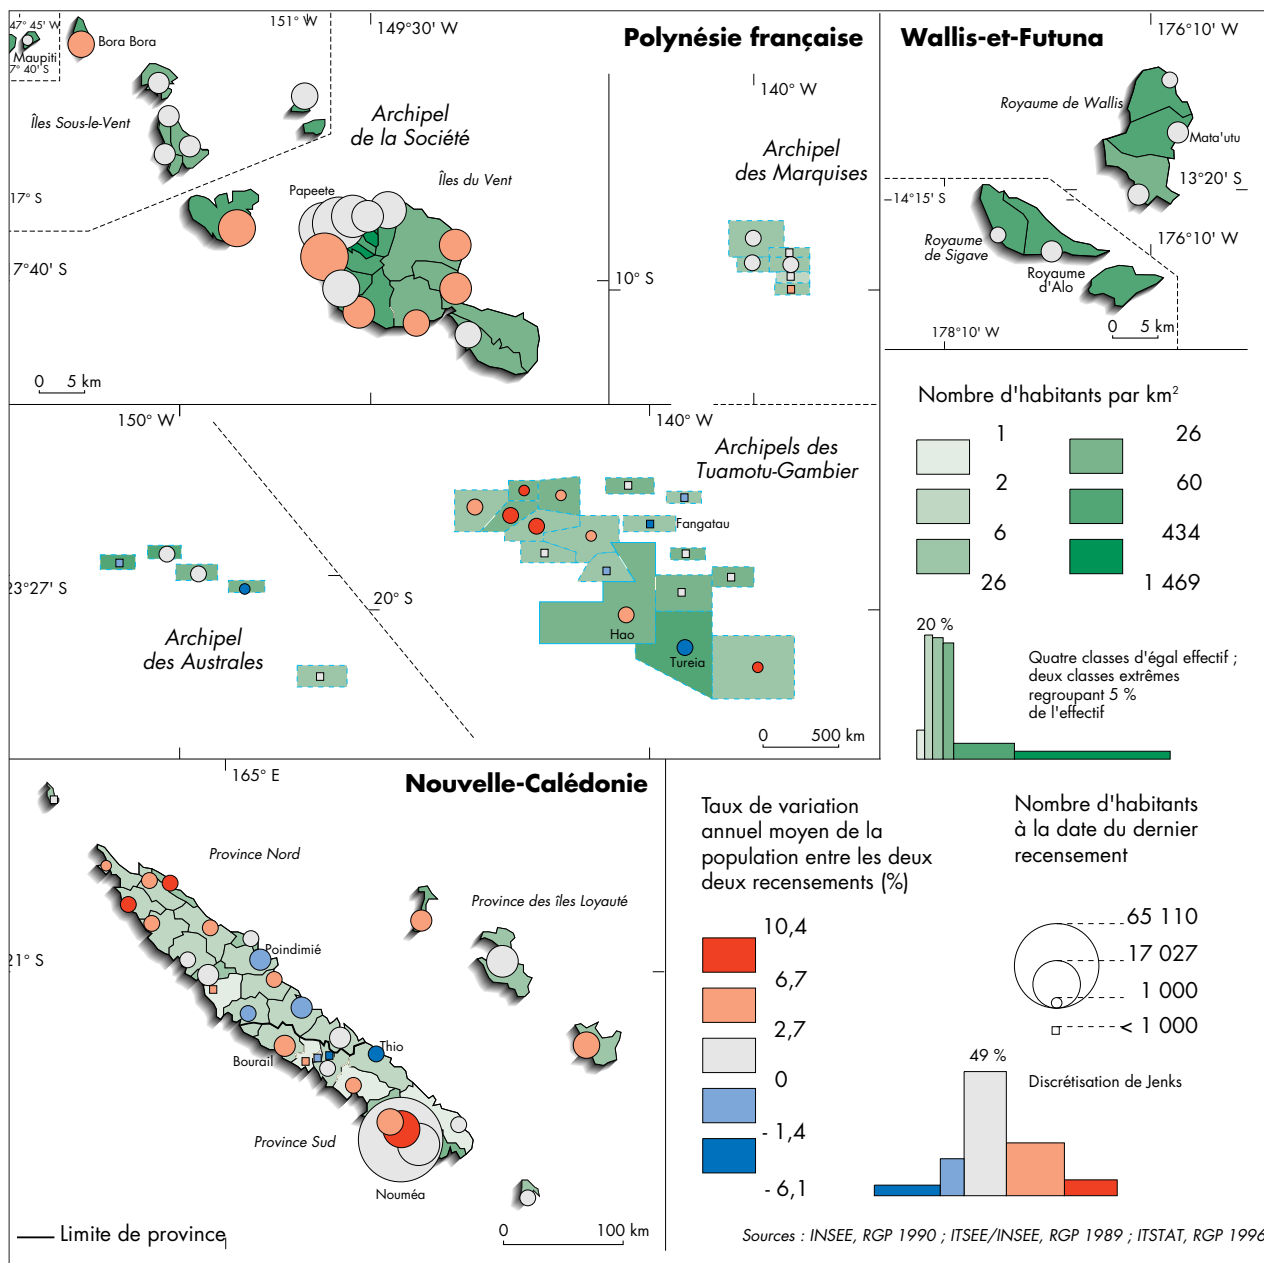 47° 45' W
Bora Bora
151° W
149°30' W
Polynésie française
Wallis-et-Futuna
176°10' W
Maupiti
7° 40' S
140° W
Royaume de Wallis
Îles Sous-le-Vent
Archipel
de la Société
Archipel
des Marquises
Mata'utu
Îles du Vent
Papeete
17° S
14°15' S
13°20' S
Royaume
de Sigave
Royaume
d'Alo
176°10' W
7°40' S
10° S
178°10' W
0 5 km
0 5 km
150° W
140° W
Archipels des
Tuamotu-Gambier
Fangatau
23°27' S
20° S
Archipel
des Australes
Hao
Tureia
0 500 km
Nombre d'habitants par km²
1
2
6
26
26
60
434
1 469
20 %
Quatre classes d'égal effectif ;
deux classes extrêmes
regroupant 5 %
de l'effectif
165° E
Nouvelle-Calédonie
Province Nord
Province des îles Loyauté
Poindimié
21° S
Bourail
Thio
Province Sud
Nouméa
Limite de province
0 100 km
Taux de variation
annuel moyen de la
population entre les deux
deux recensements (%)
10,4
6,7
2,7
0
- 1,4
- 6,1
Nombre d'habitants
à la date du dernier
recensement
65 110
17 027
1 000
< 1 000
49 %
Discrétisation de Jenks
Sources : INSEE, RGP 1990 ; ITSEE/INSEE, RGP 1989 ; ITSTAT, RGP 1996